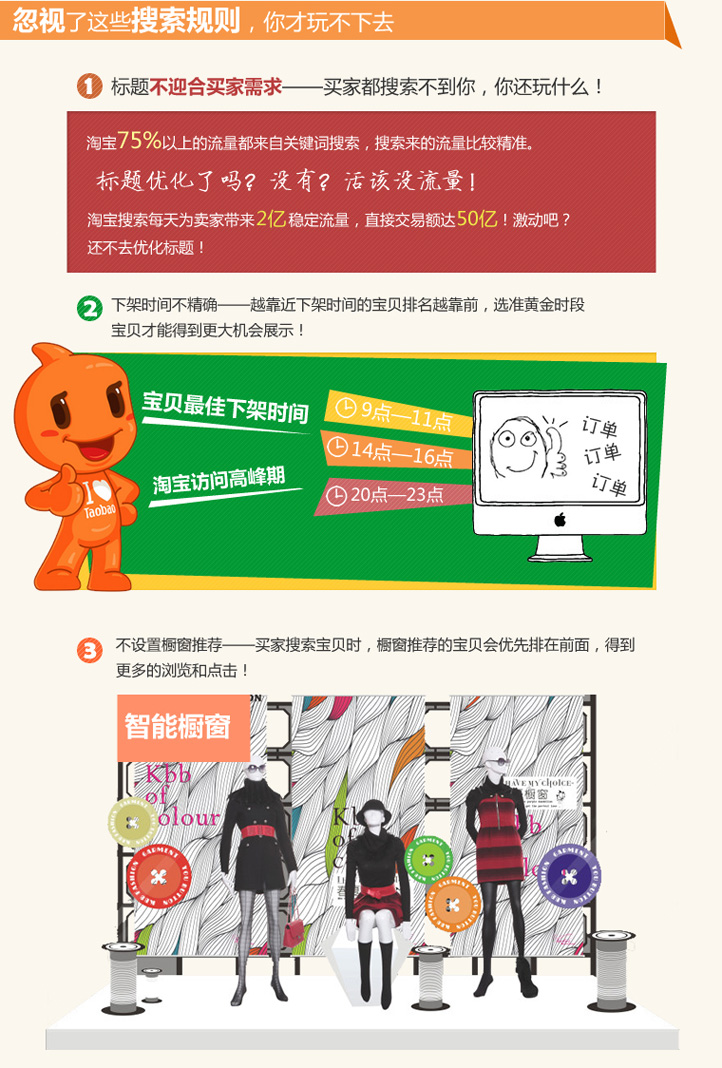 忽视了这些搜索规则，你才玩不下去
1 标题不迎合买家需求——买家都搜索不到你，你还玩什么！
淘宝75%以上的流量都来自关键词搜索，搜索来的流量比较精准。
标题优化了吗？没有？活该没流量！
淘宝搜索每天为卖家带来2亿稳定流量，直接交易额达50亿！激动吧？
还不去优化标题！
2 下架时间不精确——越靠近下架时间的宝贝排名越靠前，选准黄金时段
宝贝才能得到更大机会展示！
宝贝最佳下架时间
9点—11点
14点—16点
淘宝访问高峰期
20点—23点
订单
订单
订单
I
Taobao
3 不设置橱窗推荐——买家搜索宝贝时，橱窗推荐的宝贝会优先排在前面，得到
更多的浏览和点击！
智能橱窗
Kbb
of
olour
HAVE MY CHOICE
橱窗